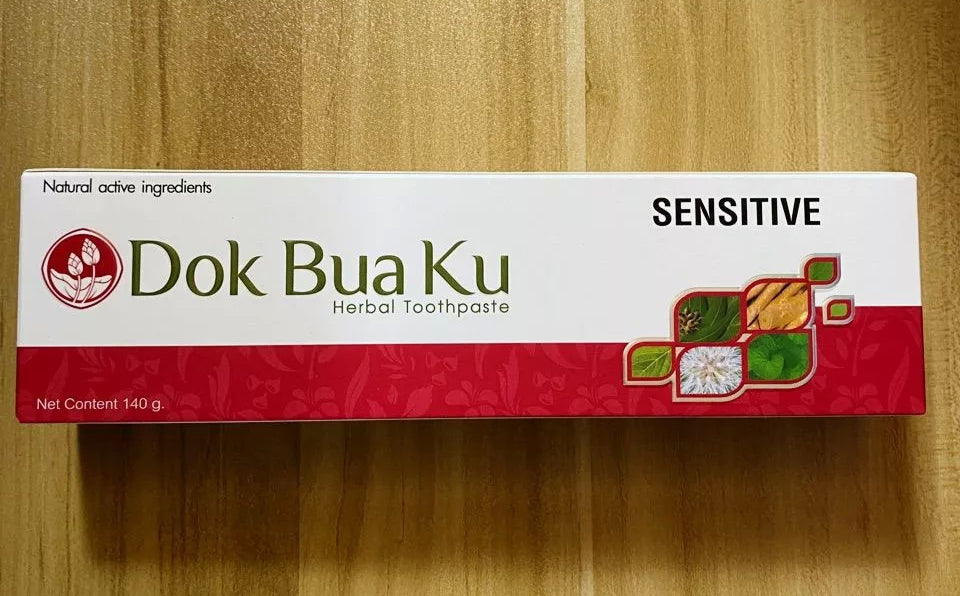 Natural active ingredients
SENSITIVE
Dok Bua Ku
Herbal Toothpaste
Net Content 140 g.